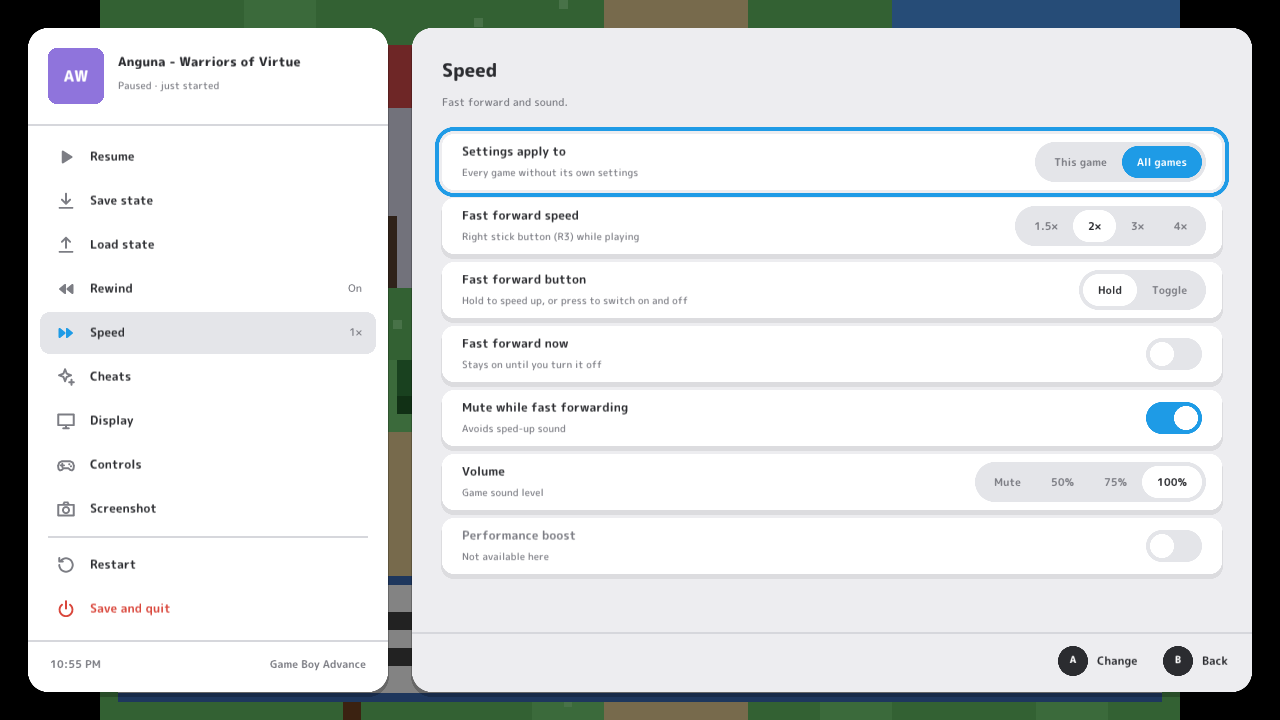 AW
Anguna - Warriors of Virtue
Paused · just started
Resume
Save state
Load state
Rewind On
Speed 1×
Cheats
Display
Controls
Screenshot
Restart
Save and quit
10:55 PM Game Boy Advance
Speed
Fast forward and sound.
Settings apply to
Every game without its own settings
This game All games
Fast forward speed
Right stick button (R3) while playing
1.5× 2× 3× 4×
Fast forward button
Hold to speed up, or press to switch on and off
Hold Toggle
Fast forward now
Stays on until you turn it off
Mute while fast forwarding
Avoids sped-up sound
Volume
Game sound level
Mute 50% 75% 100%
Performance boost
Not available here
A Change B Back